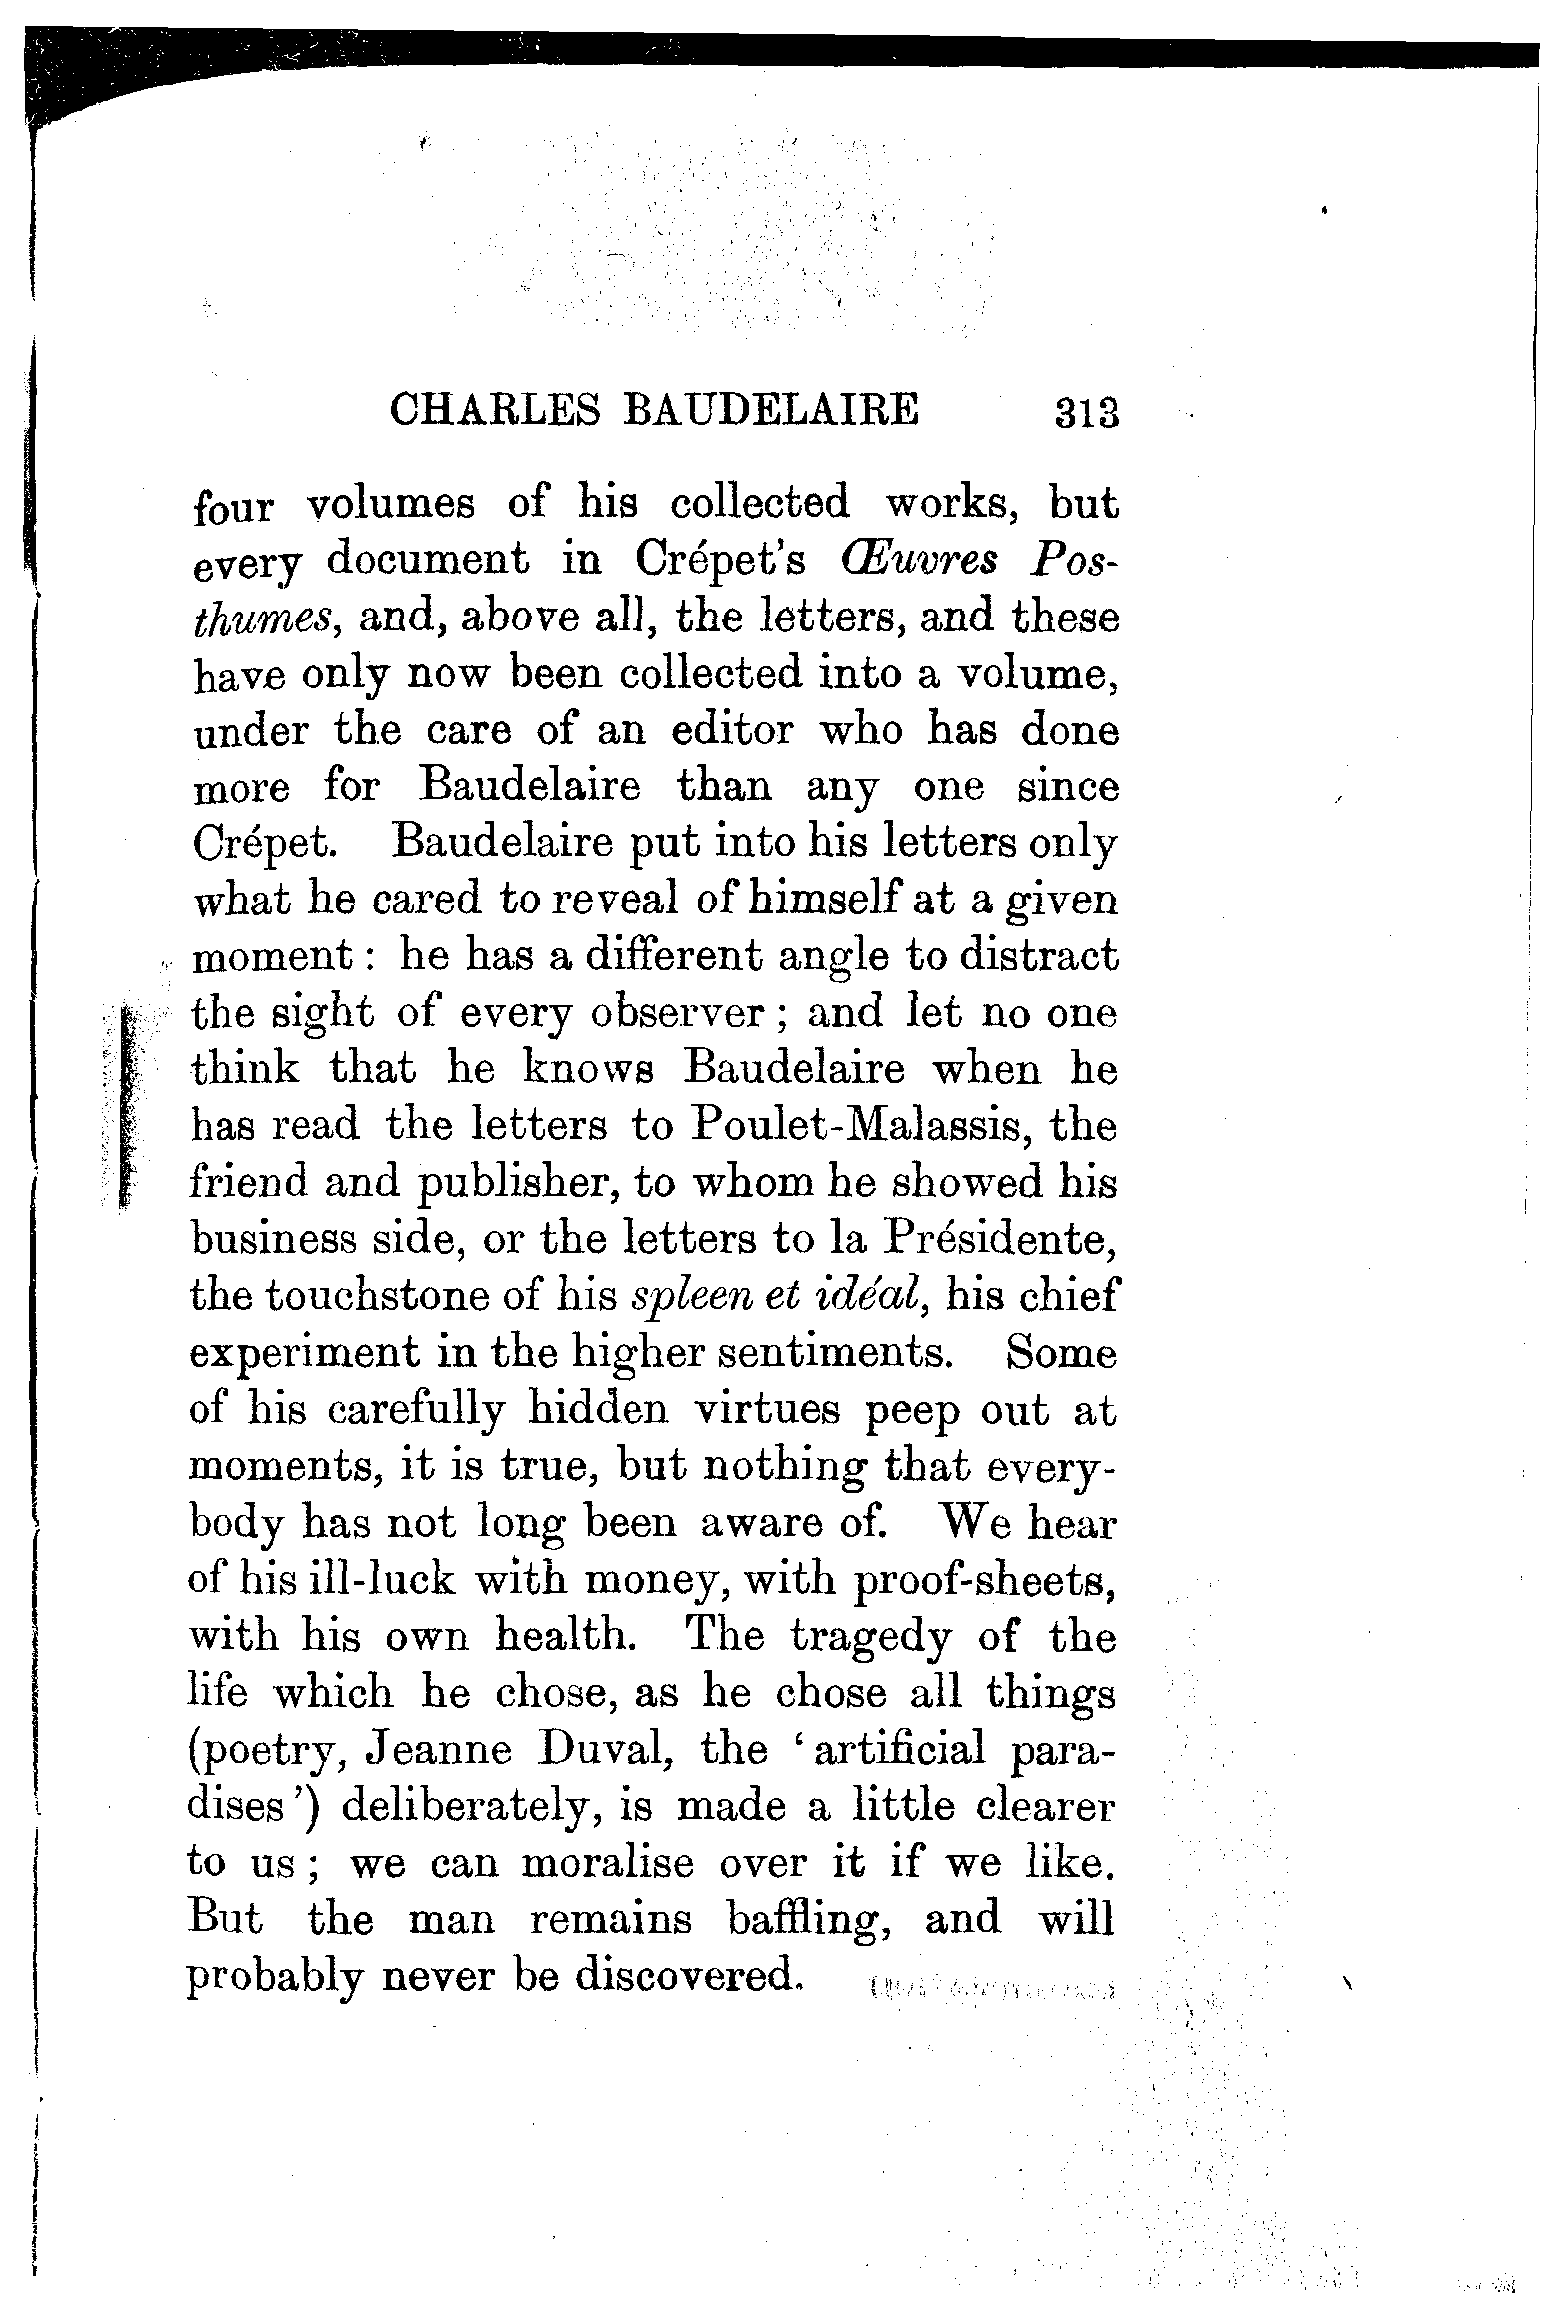 CHARLES BAUDELAIRE 313
four volumes of his collected works, but
every document in Crépet's Œuvres Pos-
thumes, and, above all, the letters, and these
have only now been collected into a volume,
under the care of an editor who has done
more for Baudelaire than any one since
Crépet. Baudelaire put into his letters only
what he cared to reveal of himself at a given
moment : he has a different angle to distract
the sight of every observer ; and let no one
think that he knows Baudelaire when he
has read the letters to Poulet-Malassis, the
friend and publisher, to whom he showed his
business side, or the letters to la Présidente,
the touchstone of his spleen et idéal, his chief
experiment in the higher sentiments. Some
of his carefully hidden virtues peep out at
moments, it is true, but nothing that every-
body has not long been aware of. We hear
of his ill-luck with money, with proof-sheets,
with his own health. The tragedy of the
life which he chose, as he chose all things
(poetry, Jeanne Duval, the ‘ artificial para-
dises ’) deliberately, is made a little clearer
to us ; we can moralise over it if we like.
But the man remains baffling, and will
probably never be discovered.